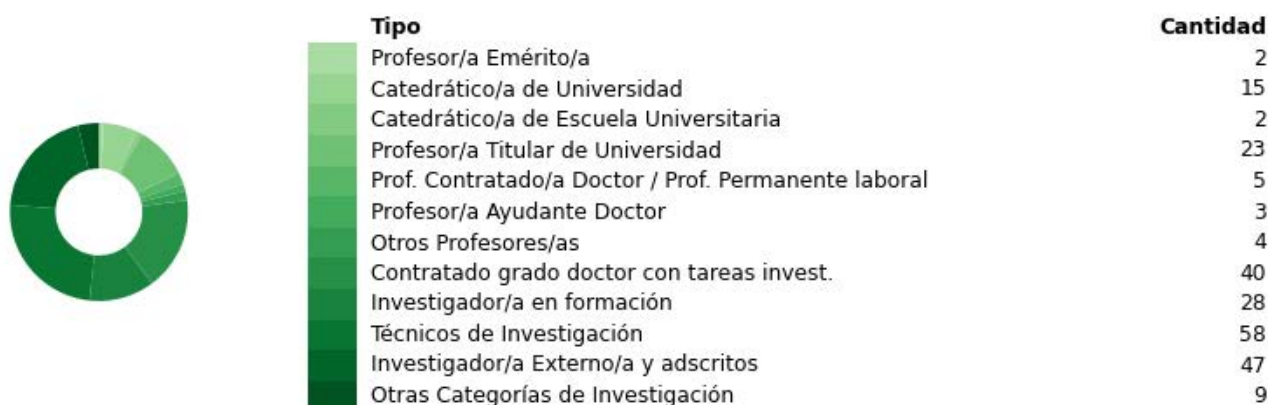 Tipo Cantidad
Profesor/a Emérito/a 2
Catedrático/a de Universidad 15
Catedrático/a de Escuela Universitaria 2
Profesor/a Titular de Universidad 23
Prof. Contratado/a Doctor / Prof. Permanente laboral 5
Profesor/a Ayudante Doctor 3
Otros Profesores/as 4
Contratado grado doctor con tareas invest. 40
Investigador/a en formación 28
Técnicos de Investigación 58
Investigador/a Externo/a y adscritos 47
Otras Categorías de Investigación 9